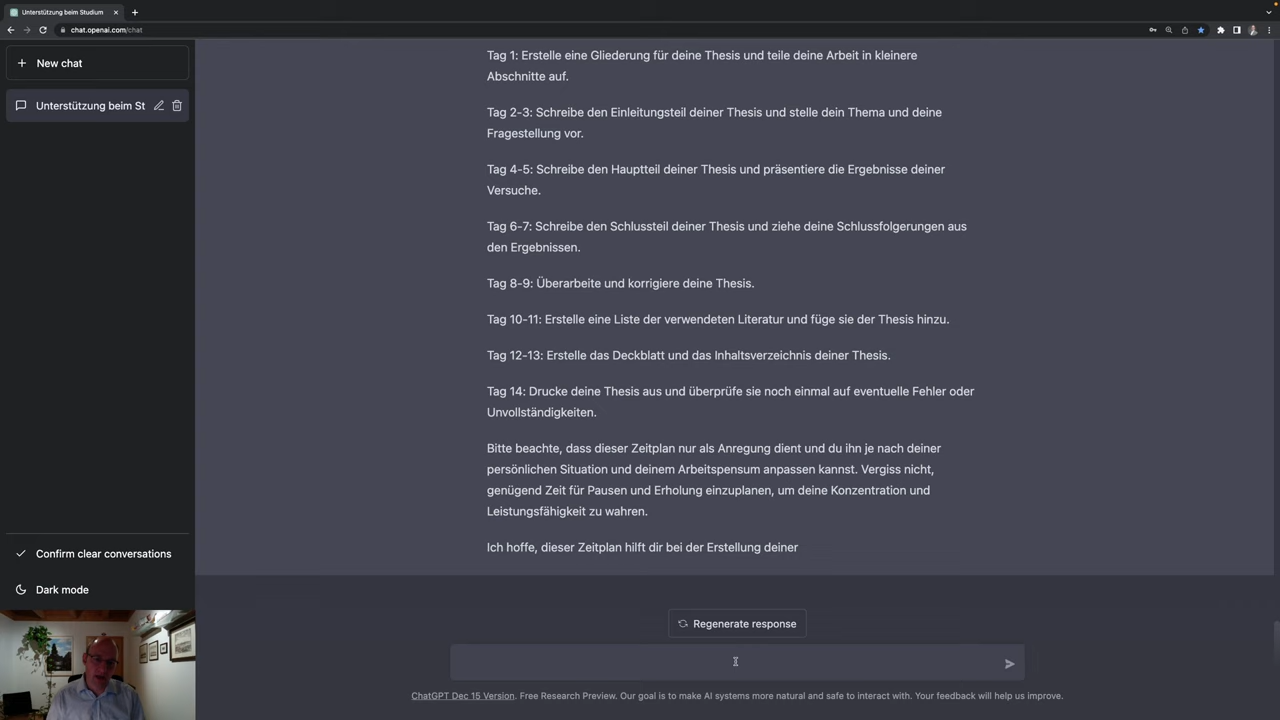 Unterstützung beim Studium
chat.openai.com/chat
New chat
Unterstützung beim St
Tag 1: Erstelle eine Gliederung für deine Thesis und teile deine Arbeit in kleinere
Abschnitte auf.
Tag 2-3: Schreibe den Einleitungsteil deiner Thesis und stelle dein Thema und deine
Fragestellung vor.
Tag 4-5: Schreibe den Hauptteil deiner Thesis und präsentiere die Ergebnisse deiner
Versuche.
Tag 6-7: Schreibe den Schlussteil deiner Thesis und ziehe deine Schlussfolgerungen aus
den Ergebnissen.
Tag 8-9: Überarbeite und korrigiere deine Thesis.
Tag 10-11: Erstelle eine Liste der verwendeten Literatur und füge sie der Thesis hinzu.
Tag 12-13: Erstelle das Deckblatt und das Inhaltsverzeichnis deiner Thesis.
Tag 14: Drucke deine Thesis aus und überprüfe sie noch einmal auf eventuelle Fehler oder
Unvollständigkeiten.
Bitte beachte, dass dieser Zeitplan nur als Anregung dient und du ihn je nach deiner
persönlichen Situation und deinem Arbeitspensum anpassen kannst. Vergiss nicht,
genügend Zeit für Pausen und Erholung einzuplanen, um deine Konzentration und
Leistungsfähigkeit zu wahren.
Ich hoffe, dieser Zeitplan hilft dir bei der Erstellung deiner
Confirm clear conversations
Dark mode
Regenerate response
ChatGPT Dec 15 Version. Free Research Preview. Our goal is to make AI systems more natural and safe to interact with. Your feedback will help us improve.